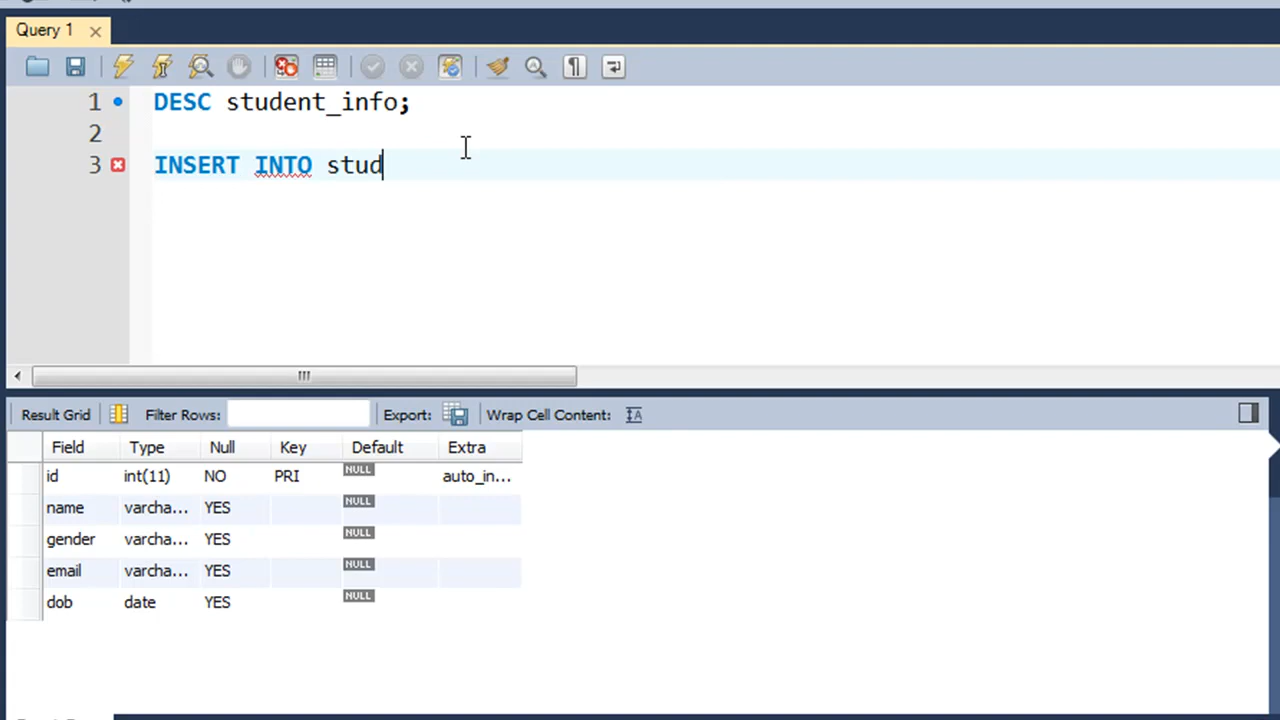 Query 1
1 DESC student_info;
2
3 INSERT INTO stud
Result Grid Filter Rows: Export: Wrap Cell Content:
Field Type Null Key Default Extra
id int(11) NO PRI NULL auto_in...
name varcha... YES NULL
gender varcha... YES NULL
email varcha... YES NULL
dob date YES NULL